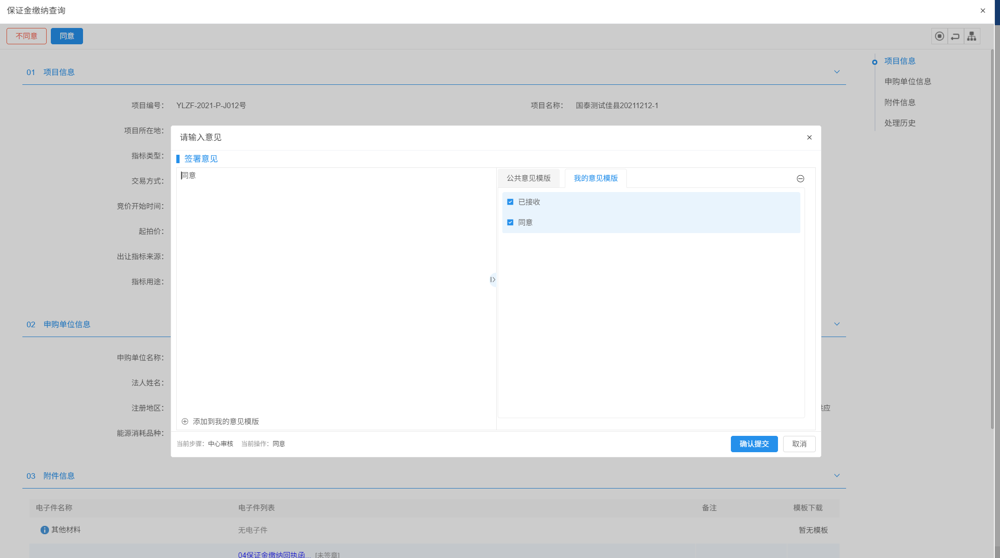 保证金缴纳查询
不同意 同意
01 项目信息
项目信息
申购单位信息
附件信息
处理历史
项目编号： YLZF-2021-P-J012号 项目名称： 国泰测试佳县20211212-1
项目所在地：
指标类型：
交易方式：
竞价开始时间：
起拍价：
出让指标来源：
指标用途：
请输入意见
签署意见
同意
公共意见模版 我的意见模版
已接收
同意
添加到我的意见模版
当前步骤：中心审核 当前操作：同意
确认提交 取消
02 申购单位信息
申购单位名称：
法人姓名：
注册地区：
应
能源消耗品种：
03 附件信息
电子件名称 电子件列表 备注 模板下载
其他材料 无电子件 暂无模板
04保证金缴纳回执函... [未签章]